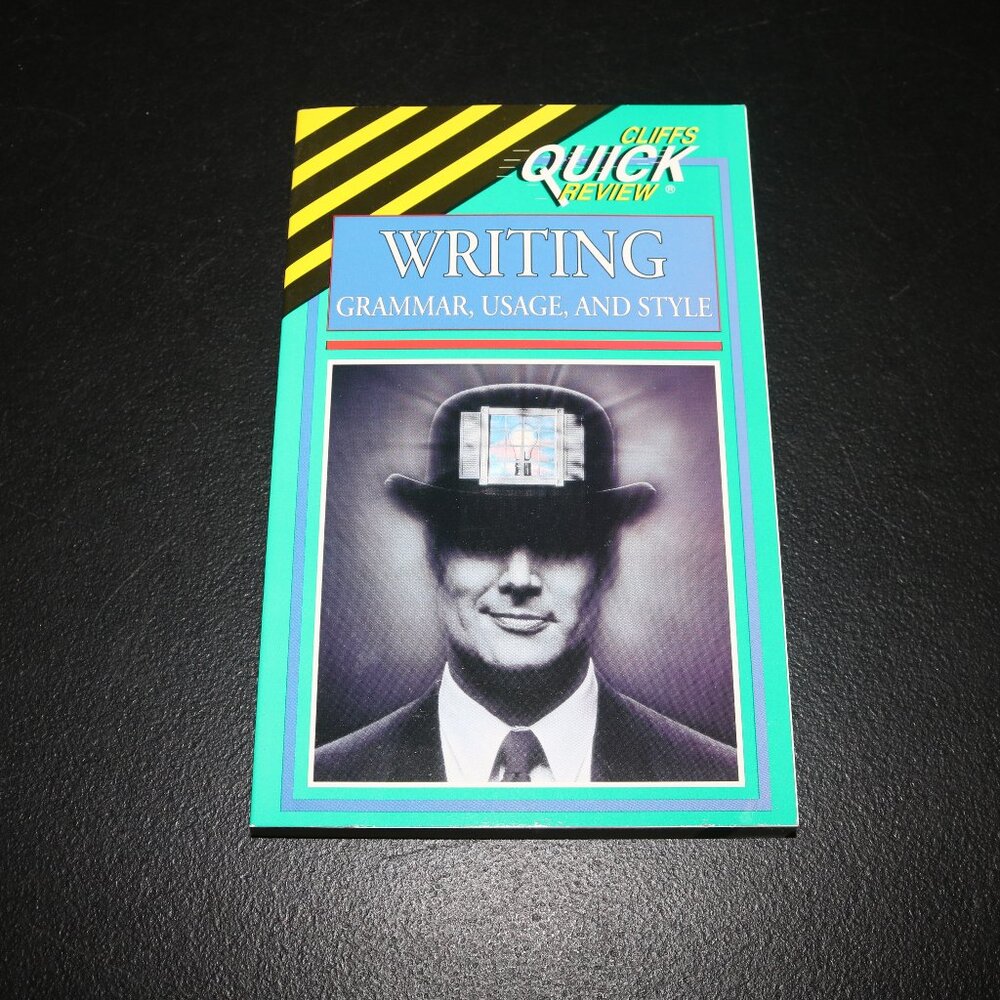 CLIFFS
QUICK
REVIEW®
WRITING
GRAMMAR, USAGE, AND STYLE